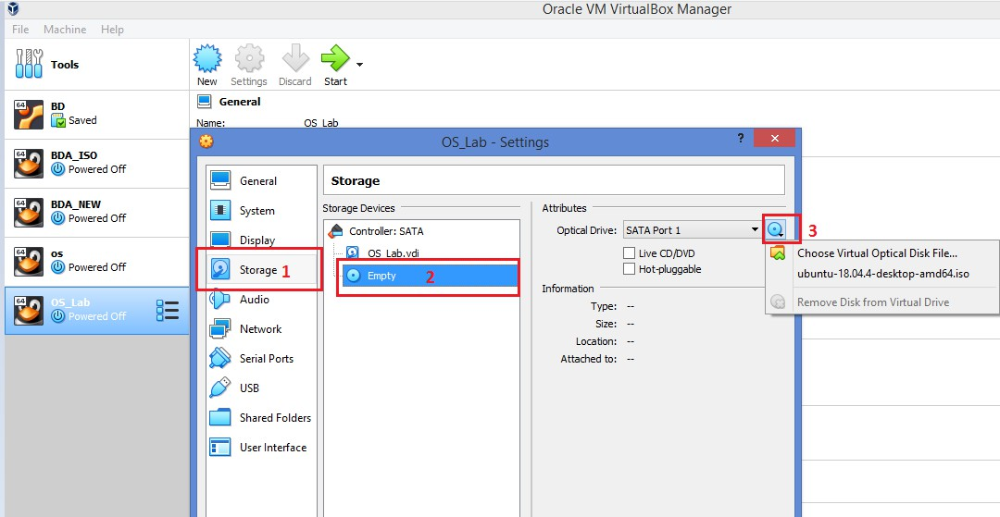 Oracle VM VirtualBox Manager
File Machine Help
Tools
New Settings Discard Start
64
BD
Saved
64
BDA_ISO
Powered Off
64
BDA_NEW
Powered Off
64
os
Powered Off
64
OS_Lab
Powered Off
General
Name: OS_Lab
OS_Lab - Settings ? x
General
System
Display
Storage 1
Audio
Network
Serial Ports
USB
Shared Folders
User Interface
Storage
Storage Devices
Controller: SATA
OS_Lab.vdi
Empty 2
Attributes
Optical Drive: SATA Port 1 3
Live CD/DVD
Hot-pluggable
Information
Type: --
Size: --
Location: --
Attached to: --
Choose Virtual Optical Disk File...
ubuntu-18.04.4-desktop-amd64.iso
Remove Disk from Virtual Drive